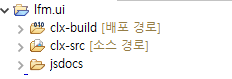 lfm.ui
clx-build [배포 경로]
clx-src [소스 경로]
jsdocs